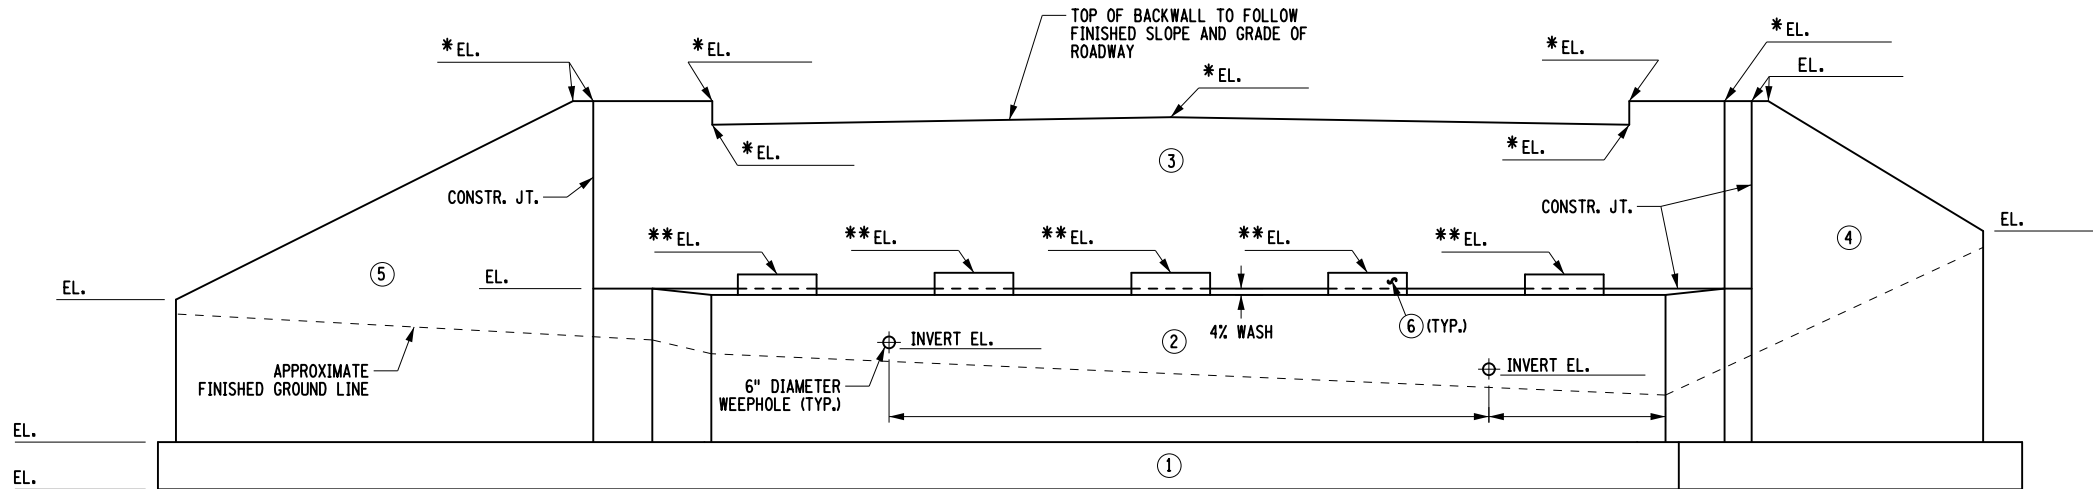 TOP OF BACKWALL TO FOLLOW
FINISHED SLOPE AND GRADE OF
ROADWAY
*EL.
*EL.
*EL.
*EL.
*EL.
EL.
*EL.
*EL.
3
CONSTR. JT.
CONSTR. JT.
EL.
**EL.
**EL.
**EL.
**EL.
**EL.
4
5
EL.
EL.
6 (TYP.)
4% WASH
2
INVERT EL.
INVERT EL.
APPROXIMATE
FINISHED GROUND LINE
6" DIAMETER
WEEPHOLE (TYP.)
EL.
1
EL.